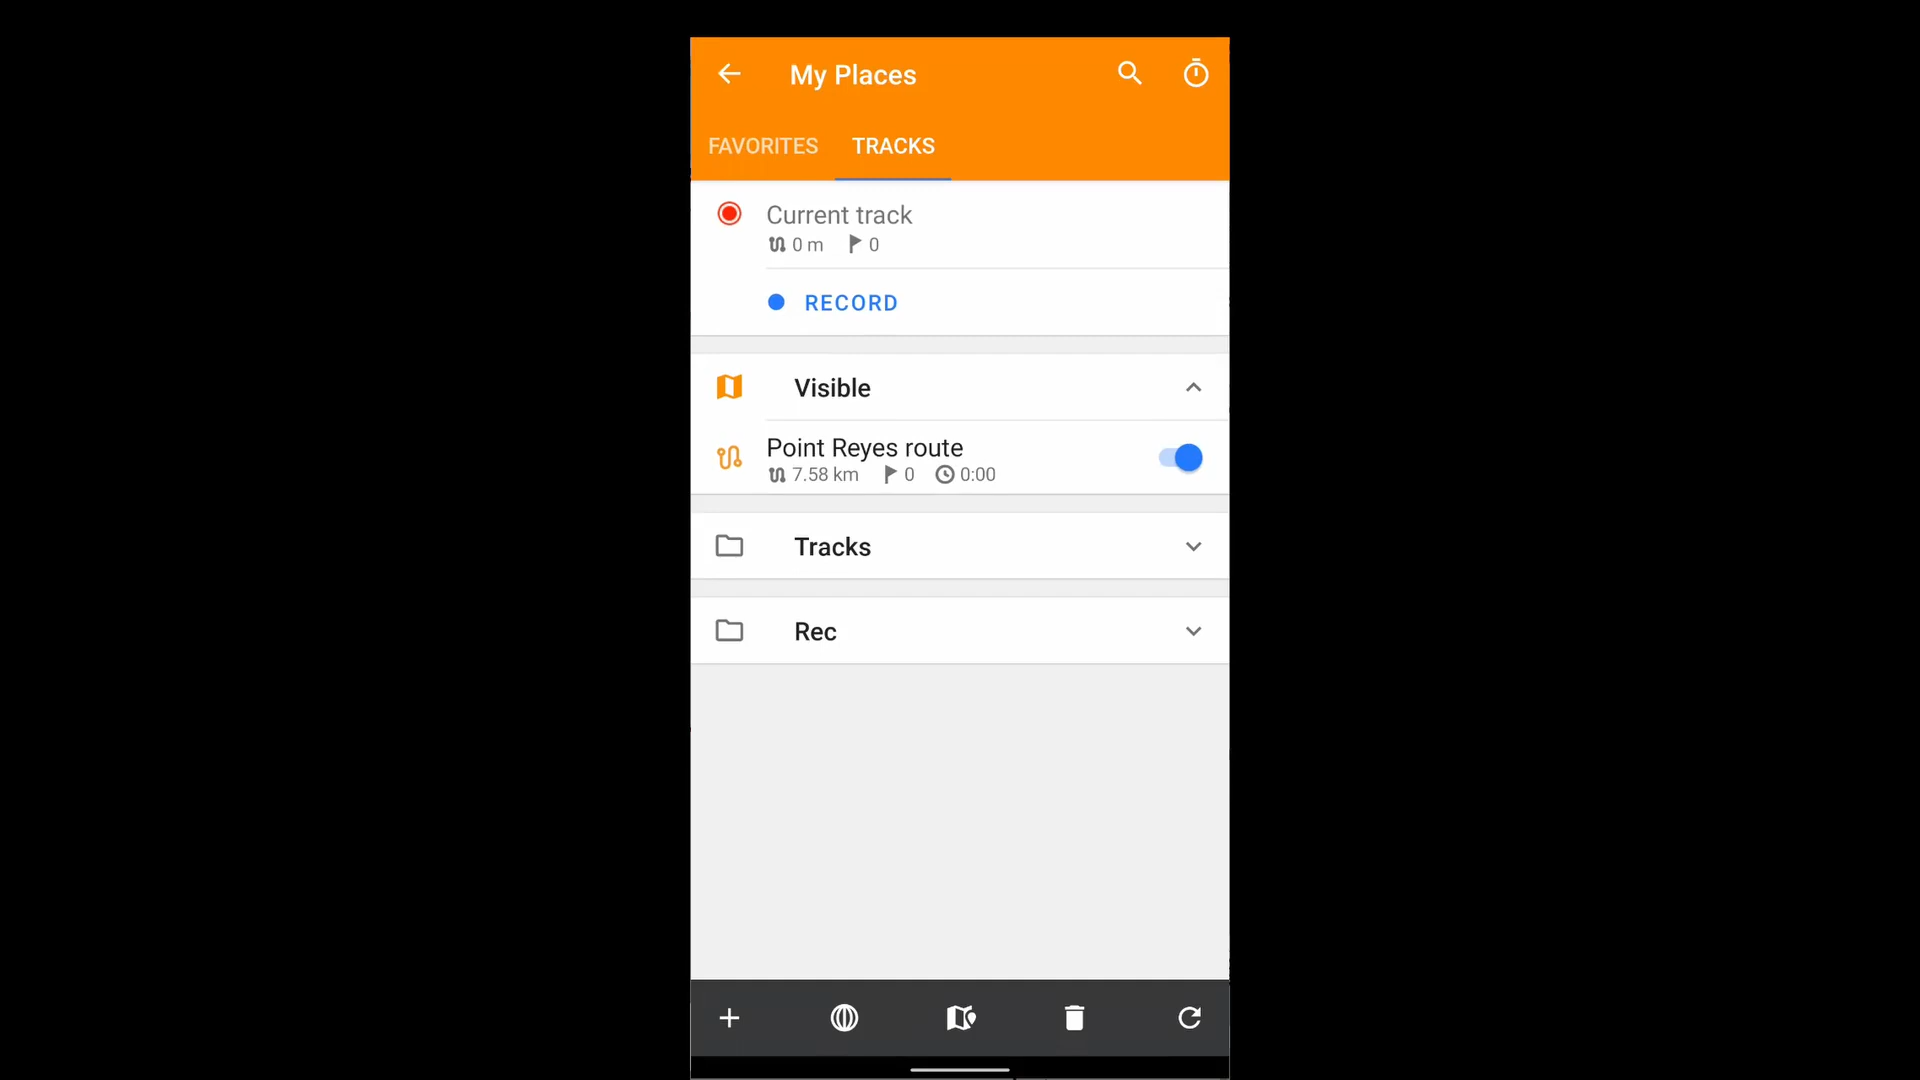 My Places
FAVORITES TRACKS
Current track
0 m 0
RECORD
Visible
Point Reyes route
7.58 km 0 0:00
Tracks
Rec